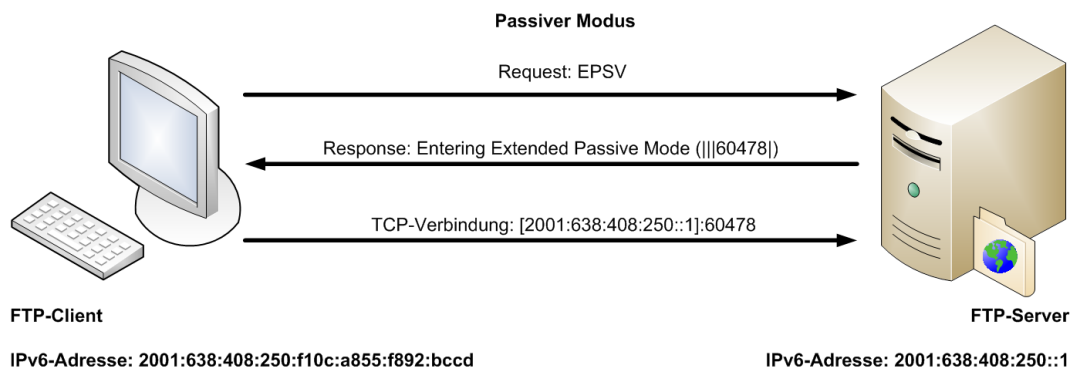 Passiver Modus
Request: EPSV
Response: Entering Extended Passive Mode (|||60478|)
TCP-Verbindung: [2001:638:408:250::1]:60478
FTP-Client
FTP-Server
IPv6-Adresse: 2001:638:408:250:f10c:a855:f892:bccd
IPv6-Adresse: 2001:638:408:250::1